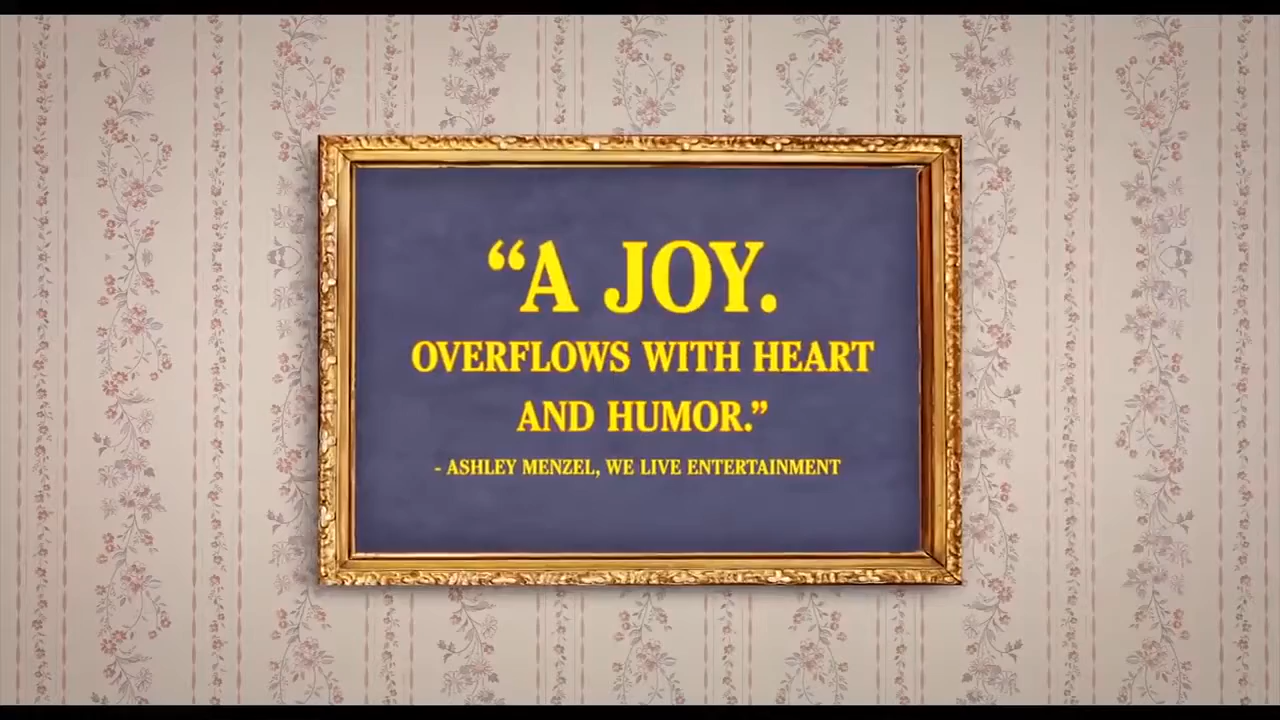 “A JOY.
OVERFLOWS WITH HEART
AND HUMOR.”
- ASHLEY MENZEL, WE LIVE ENTERTAINMENT